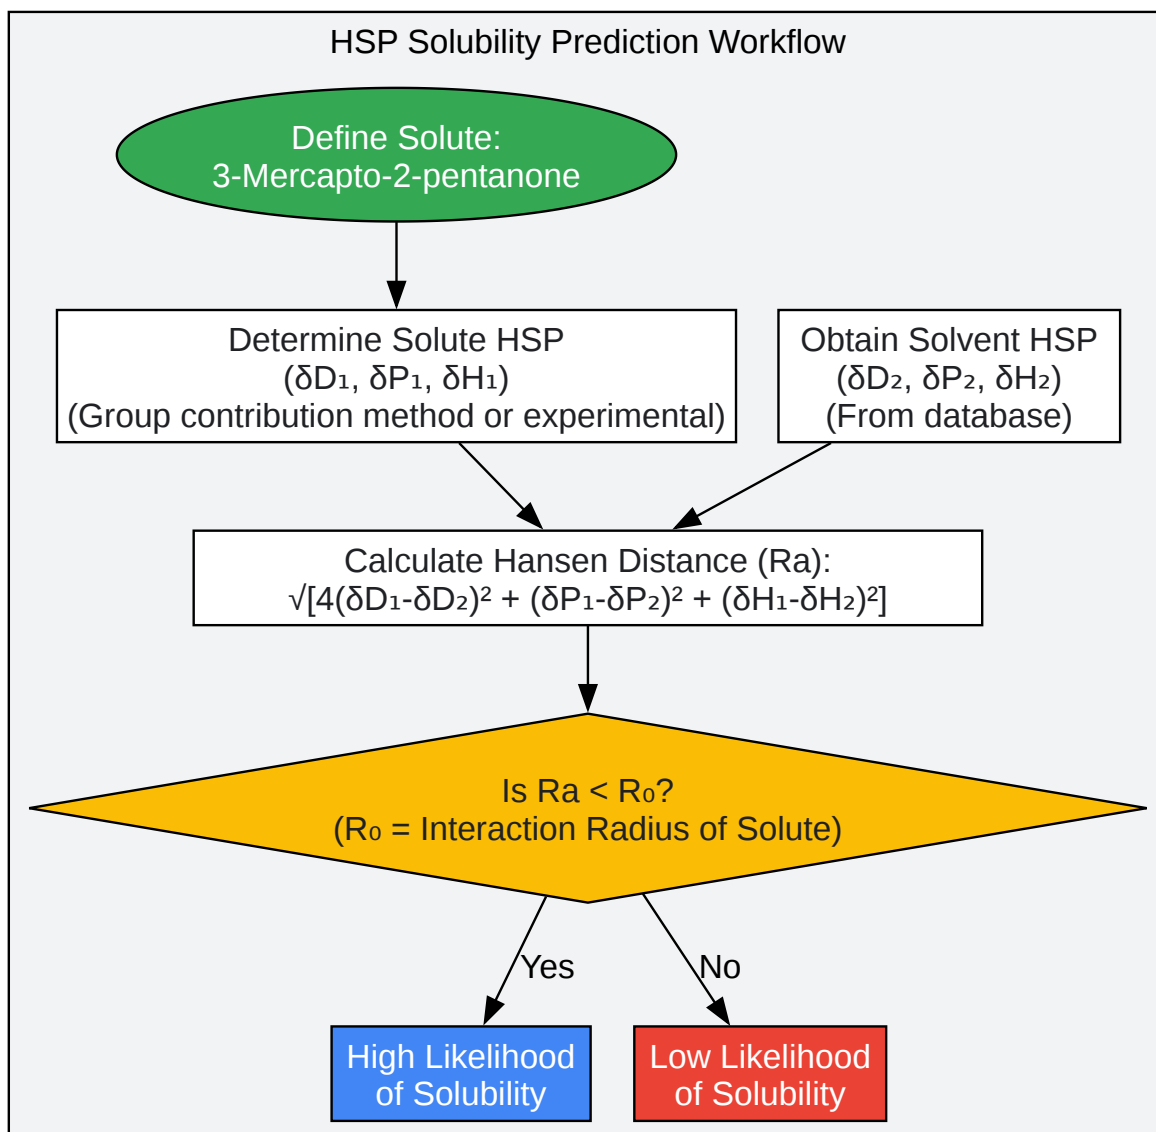 HSP Solubility Prediction Workflow
Define Solute:
3-Mercapto-2-pentanone
Determine Solute HSP
(δD₁, δP₁, δH₁)
(Group contribution method or experimental)
Obtain Solvent HSP
(δD₂, δP₂, δH₂)
(From database)
Calculate Hansen Distance (Ra):
√[4(δD₁-δD₂)² + (δP₁-δP₂)² + (δH₁-δH₂)²]
Is Ra < R₀?
(R₀ = Interaction Radius of Solute)
Yes
No
High Likelihood
of Solubility
Low Likelihood
of Solubility